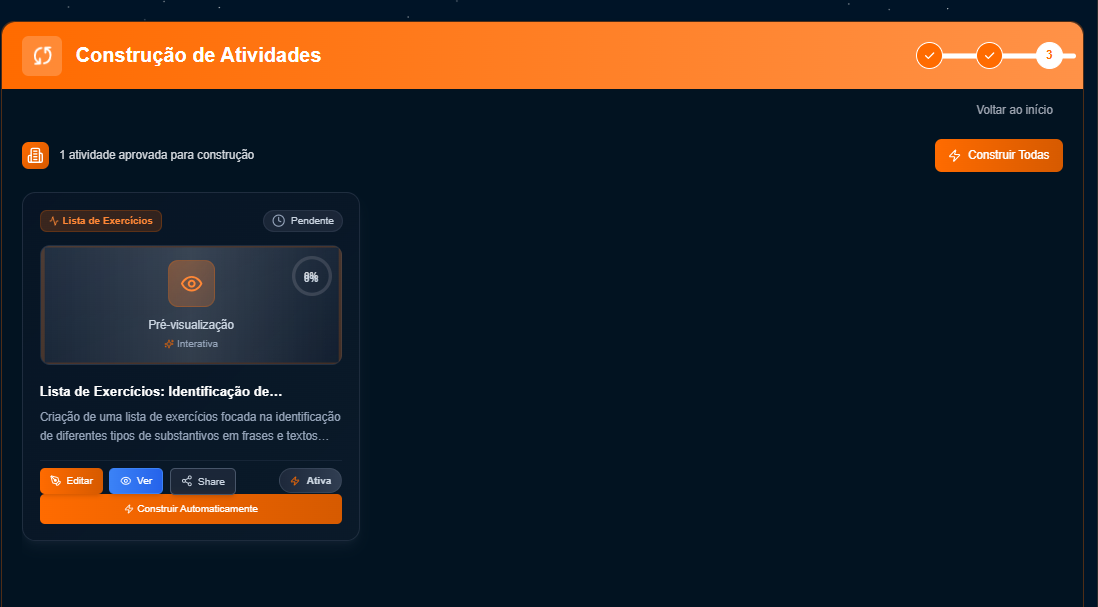 Construção de Atividades
3
Voltar ao início
1 atividade aprovada para construção
Construir Todas
Lista de Exercícios
Pendente
0%
Pré-visualização
Interativa
Lista de Exercícios: Identificação de...
Criação de uma lista de exercícios focada na identificação
de diferentes tipos de substantivos em frases e textos...
Editar
Ver
Share
Ativa
Construir Automaticamente